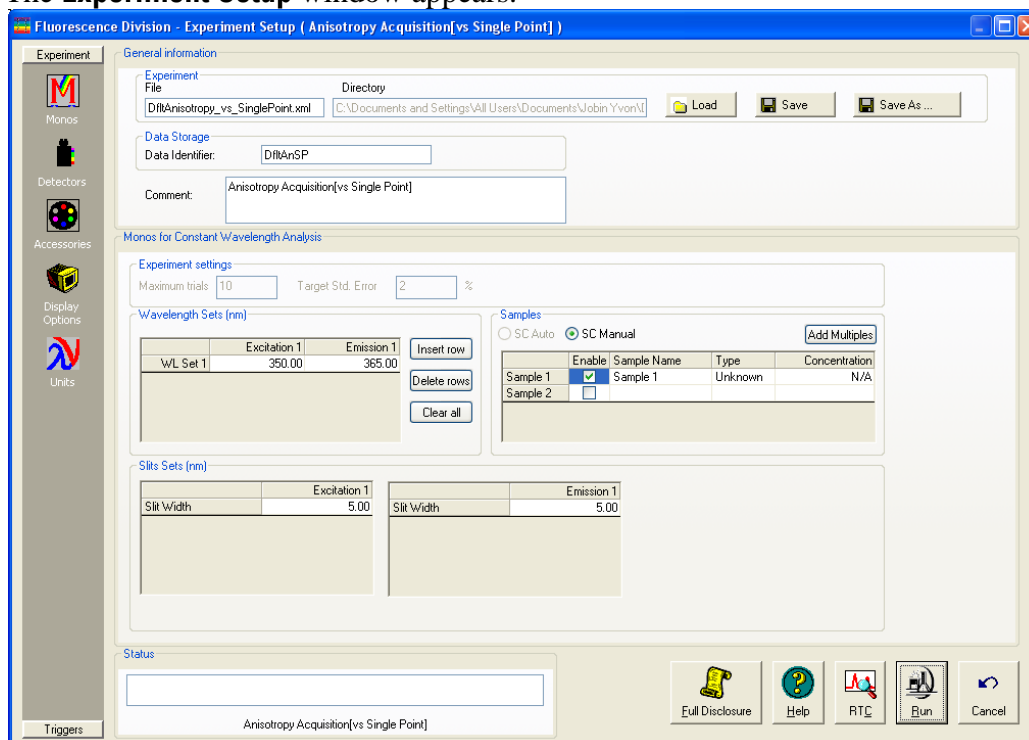 The Experiment Setup window appears.
Fluorescence Division - Experiment Setup ( Anisotropy Acquisition[vs Single Point] )
Experiment
Monos
Detectors
Accessories
Display
Options
Units
Triggers
General information
Experiment
File Directory
DfltAnisotropy_vs_SinglePoint.xml C:\Documents and Settings\All Users\Documents\Jobin Yvon\ Load Save Save As ...
Data Storage
Data Identifier: DfltAnSP
Comment: Anisotropy Acquisition[vs Single Point]
Monos for Constant Wavelength Analysis
Experiment settings
Maximum trials 10 Target Std. Error 2 %
Wavelength Sets (nm)
Excitation 1 Emission 1
WL Set 1 350.00 365.00
Insert row
Delete rows
Clear all
Samples
SC Auto SC Manual Add Multiples
Enable Sample Name Type Concentration
Sample 1 Sample 1 Unknown N/A
Sample 2
Slits Sets (nm)
Excitation 1
Slit Width 5.00
Emission 1
Slit Width 5.00
Status
Anisotropy Acquisition[vs Single Point]
Full Disclosure Help RTC Run Cancel